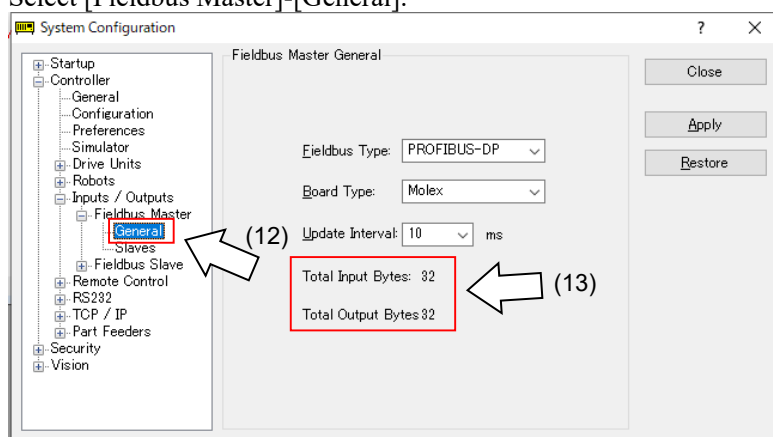 Select [Fieldbus Master]-[General].
System Configuration
? ×
Startup
Controller
General
Configuration
Preferences
Simulator
Drive Units
Robots
Inputs / Outputs
Fieldbus Master
General
Slaves
Fieldbus Slave
Remote Control
RS232
TCP / IP
Part Feeders
Security
Vision
(12)
Fieldbus Master General
Fieldbus Type: PROFIBUS-DP
Board Type: Molex
Update Interval: 10 ms
Total Input Bytes: 32
Total Output Bytes 32
(13)
Close
Apply
Restore